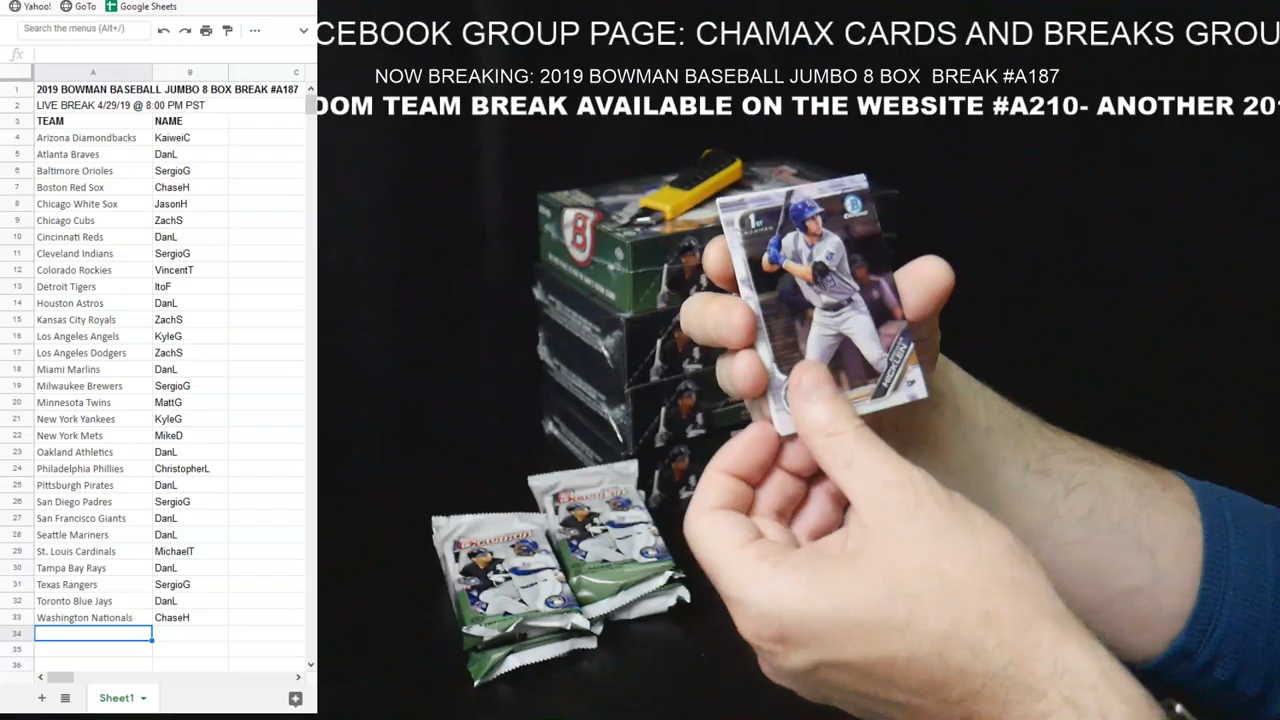 Yahoo! GoTo Google Sheets
Search the menus (Alt+/)
fx
A B C
1 2019 BOWMAN BASEBALL JUMBO 8 BOX BREAK #A187
2 LIVE BREAK 4/29/19 @ 8:00 PM PST
3 TEAM NAME
4 Arizona Diamondbacks KaiweiC
5 Atlanta Braves DanL
6 Baltimore Orioles SergioG
7 Boston Red Sox ChaseH
8 Chicago White Sox JasonH
9 Chicago Cubs ZachS
10 Cincinnati Reds DanL
11 Cleveland Indians SergioG
12 Colorado Rockies VincentT
13 Detroit Tigers ItoF
14 Houston Astros DanL
15 Kansas City Royals ZachS
16 Los Angeles Angels KyleG
17 Los Angeles Dodgers ZachS
18 Miami Marlins DanL
19 Milwaukee Brewers SergioG
20 Minnesota Twins MattG
21 New York Yankees KyleG
22 New York Mets MikeD
23 Oakland Athletics DanL
24 Philadelphia Phillies ChristopherL
25 Pittsburgh Pirates DanL
26 San Diego Padres SergioG
27 San Francisco Giants DanL
28 Seattle Mariners DanL
29 St. Louis Cardinals MichaelT
30 Tampa Bay Rays DanL
31 Texas Rangers SergioG
32 Toronto Blue Jays DanL
33 Washington Nationals ChaseH
34
35
36
Sheet1
CEBOOK GROUP PAGE: CHAMAX CARDS AND BREAKS GROU
NOW BREAKING: 2019 BOWMAN BASEBALL JUMBO 8 BOX BREAK #A187
DOM TEAM BREAK AVAILABLE ON THE WEBSITE #A210- ANOTHER 20
B
1ST
BOWMAN
B
Chrome
Bowman
Bowman